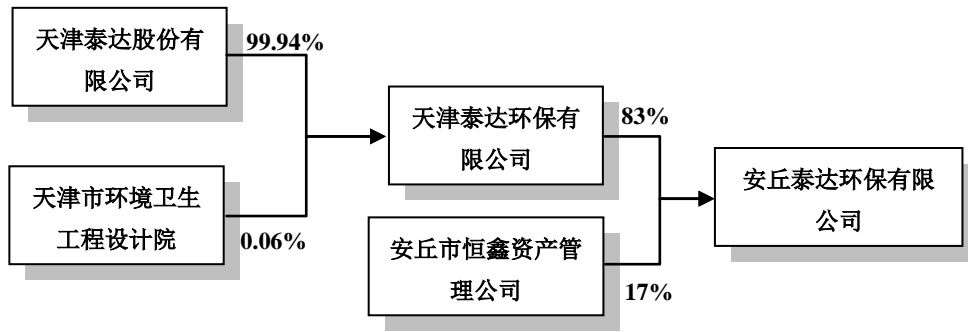 天津泰达股份有
限公司
99.94%
天津市环境卫生
工程设计院
0.06%
天津泰达环保有
限公司
83%
安丘市恒鑫资产管
理公司
17%
安丘泰达环保有限
公司